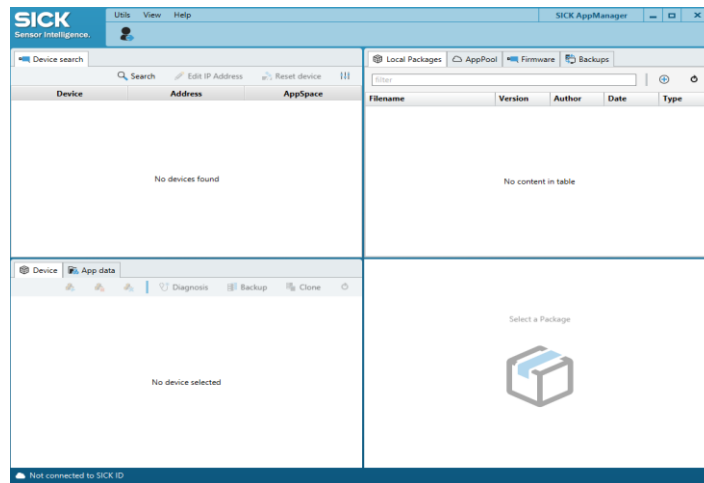 SICK
Sensor Intelligence.
Utils View Help
SICK AppManager
Device search
Search Edit IP Address Reset device
Device Address AppSpace
No devices found
Local Packages AppPool Firmware Backups
filter
Filename Version Author Date Type
No content in table
Device App data
Diagnosis Backup Clone
No device selected
Select a Package
Not connected to SICK ID